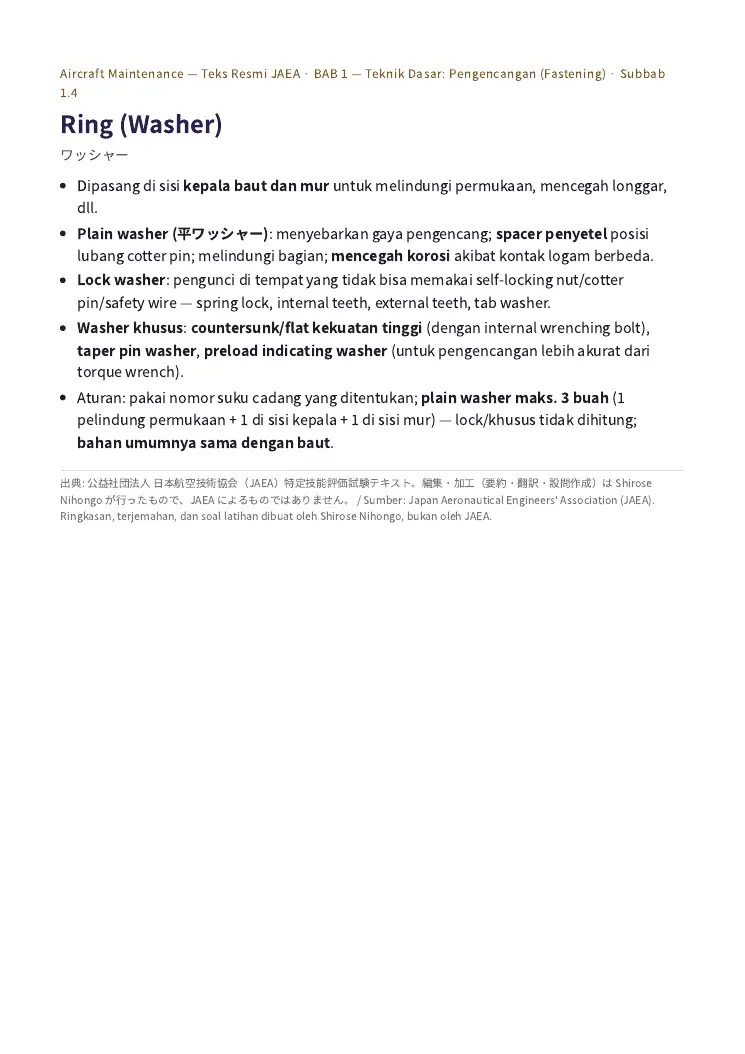 Aircraft Maintenance — Teks Resmi JAEA · BAB 1 — Teknik Dasar: Pengencangan (Fastening) · Subbab
1.4
Ring (Washer)
ワッシャー
• Dipasang di sisi kepala baut dan mur untuk melindungi permukaan, mencegah longgar,
dll.
• Plain washer (平ワッシャー): menyebarkan gaya pengencang; spacer penyetel posisi
lubang cotter pin; melindungi bagian; mencegah korosi akibat kontak logam berbeda.
• Lock washer: pengunci di tempat yang tidak bisa memakai self-locking nut/cotter
pin/safety wire — spring lock, internal teeth, external teeth, tab washer.
• Washer khusus: countersunk/flat kekuatan tinggi (dengan internal wrenching bolt),
taper pin washer, preload indicating washer (untuk pengencangan lebih akurat dari
torque wrench).
• Aturan: pakai nomor suku cadang yang ditentukan; plain washer maks. 3 buah (1
pelindung permukaan + 1 di sisi kepala + 1 di sisi mur) — lock/khusus tidak dihitung;
bahan umumnya sama dengan baut.
出典: 公益社団法人 日本航空技術協会（JAEA）特定技能評価試験テキスト。編集・加工（要約・翻訳・設問作成）は Shirose
Nihongo が行ったもので、JAEA によるものではありません。 / Sumber: Japan Aeronautical Engineers' Association (JAEA).
Ringkasan, terjemahan, dan soal latihan dibuat oleh Shirose Nihongo, bukan oleh JAEA.